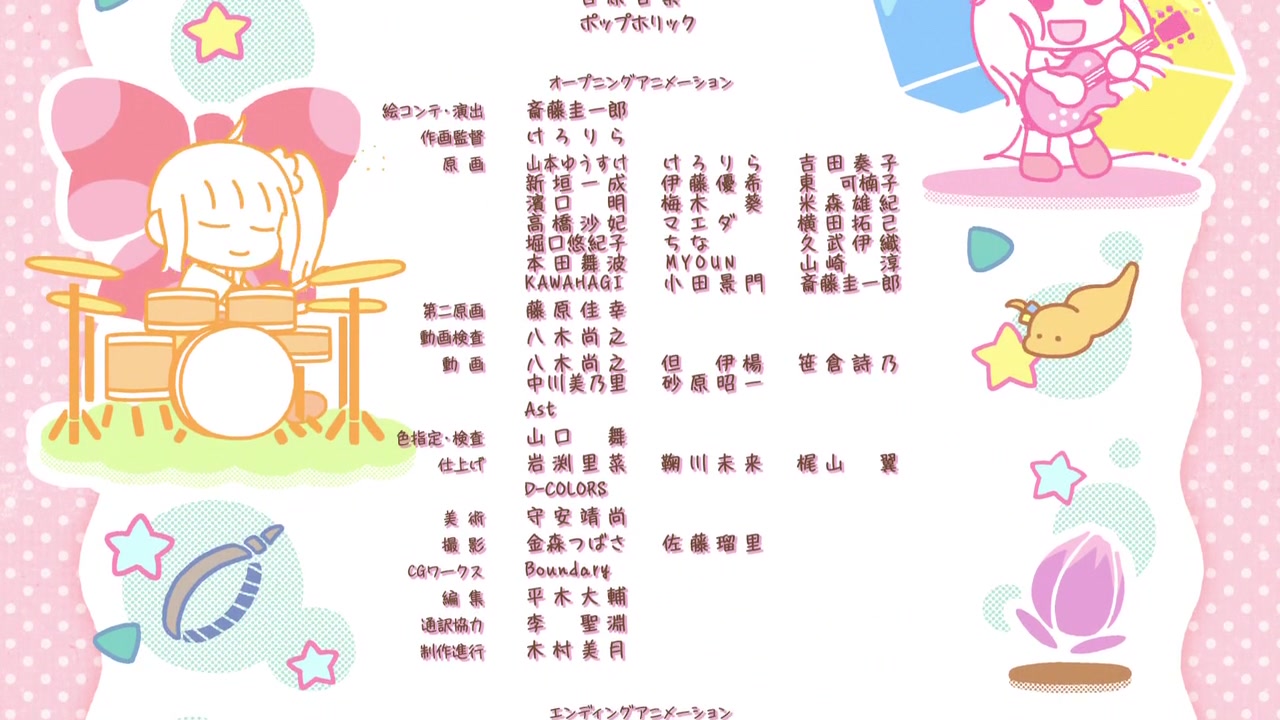 ポップホリック
オープニングアニメーション
絵コンテ・演出 斎藤圭一郎
作画監督 けろりら
原画 山本ゆうすけ けろりら 吉田奏子
新垣一成 伊藤優希 東 可楠子
濱口 明 梅木 葵 米森雄紀
高橋沙妃 マエダ 横田拓己
堀口悠紀子 ちな 久武伊織
本田舞波 MYOUN 山崎 淳
KAWAHAGI 小田景門 斎藤圭一郎
第二原画 藤原佳幸
動画検査 八木尚之
動画 八木尚之 但 伊楊 笹倉詩乃
中川美乃里 砂原昭一
Ast
色指定・検査 山口 舞
仕上げ 岩渕里菜 鞠川未来 梶山 翼
D-COLORS
美術 守安靖尚
撮影 金森つばさ 佐藤瑠里
CGワークス Boundary
編集 平木大輔
通訳協力 李 聖淵
制作進行 木村美月
エンディングアニメーション